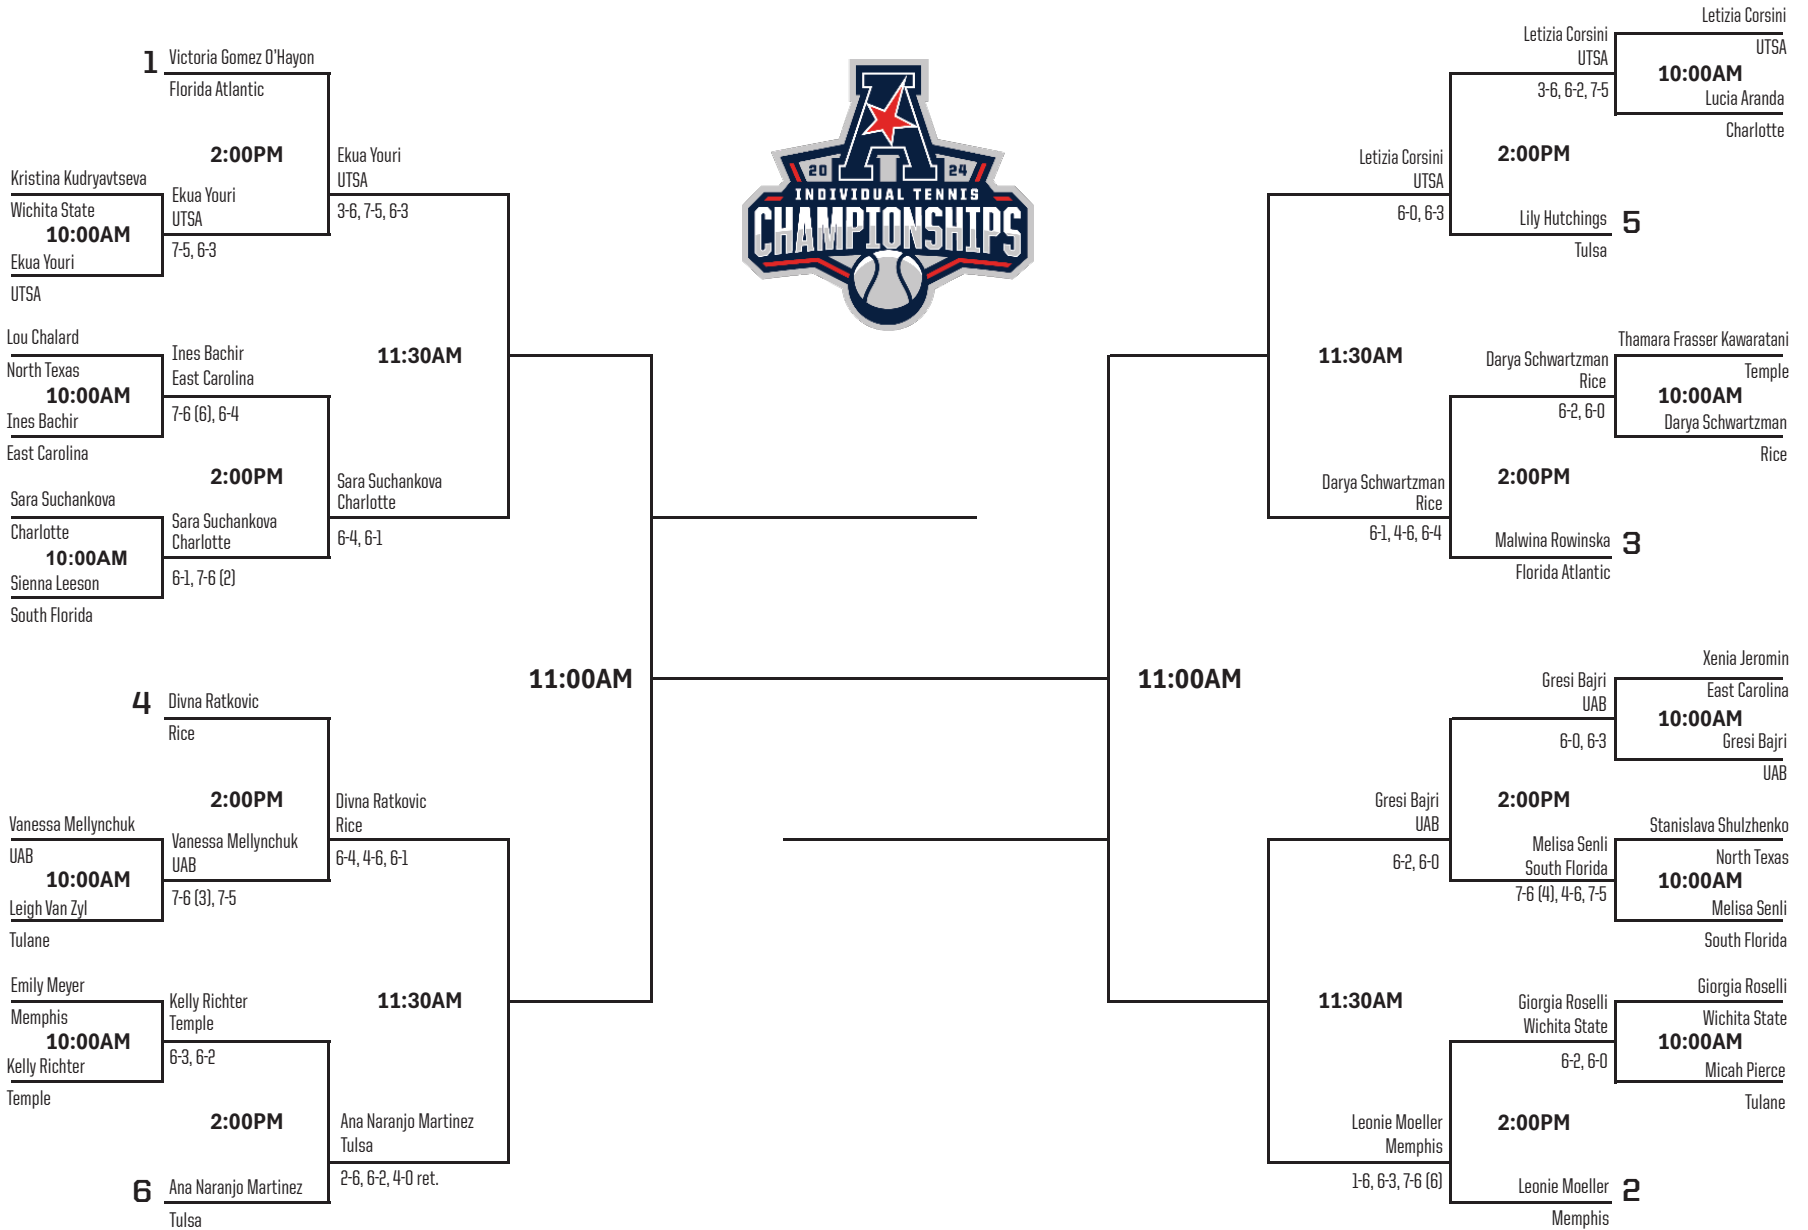 1 Victoria Gomez O'Hayon
Florida Atlantic
2:00PM
Kristina Kudryavtseva
Wichita State
10:00AM
Ekua Youri
UTSA
Ekua Youri
UTSA
7-5, 6-3
Ekua Youri
UTSA
3-6, 7-5, 6-3
Lou Chalard
North Texas
10:00AM
Ines Bachir
East Carolina
Ines Bachir
East Carolina
7-6 (6), 6-4
11:30AM
2:00PM
Sara Suchankova
Charlotte
10:00AM
Sienna Leeson
South Florida
Sara Suchankova
Charlotte
6-1, 7-6 (2)
Sara Suchankova
Charlotte
6-4, 6-1
11:00AM
4 Divna Ratkovic
Rice
2:00PM
Vanessa Mellynchuk
UAB
10:00AM
Leigh Van Zyl
Tulane
Vanessa Mellynchuk
UAB
7-6 (3), 7-5
Divna Ratkovic
Rice
6-4, 4-6, 6-1
Emily Meyer
Memphis
10:00AM
Kelly Richter
Temple
Kelly Richter
Temple
6-3, 6-2
11:30AM
2:00PM
6 Ana Naranjo Martinez
Tulsa
Ana Naranjo Martinez
Tulsa
2-6, 6-2, 4-0 ret.
A
20 24
INDIVIDUAL TENNIS
CHAMPIONSHIPS
Letizia Corsini
UTSA
10:00AM
Lucia Aranda
Charlotte
Letizia Corsini
UTSA
3-6, 6-2, 7-5
2:00PM
Letizia Corsini
UTSA
6-0, 6-3
Lily Hutchings 5
Tulsa
11:30AM
Thamara Frasser Kawaratani
Temple
10:00AM
Darya Schwartzman
Rice
Darya Schwartzman
Rice
6-2, 6-0
2:00PM
Darya Schwartzman
Rice
6-1, 4-6, 6-4
Malwina Rowinska 3
Florida Atlantic
11:00AM
Xenia Jeromin
East Carolina
10:00AM
Gresi Bajri
UAB
Gresi Bajri
UAB
6-0, 6-3
2:00PM
Gresi Bajri
UAB
6-2, 6-0
Stanislava Shulzhenko
North Texas
10:00AM
Melisa Senli
South Florida
Melisa Senli
South Florida
7-6 (4), 4-6, 7-5
11:30AM
Giorgia Roselli
Wichita State
10:00AM
Micah Pierce
Tulane
Giorgia Roselli
Wichita State
6-2, 6-0
2:00PM
Leonie Moeller
Memphis
1-6, 6-3, 7-6 (6)
Leonie Moeller 2
Memphis